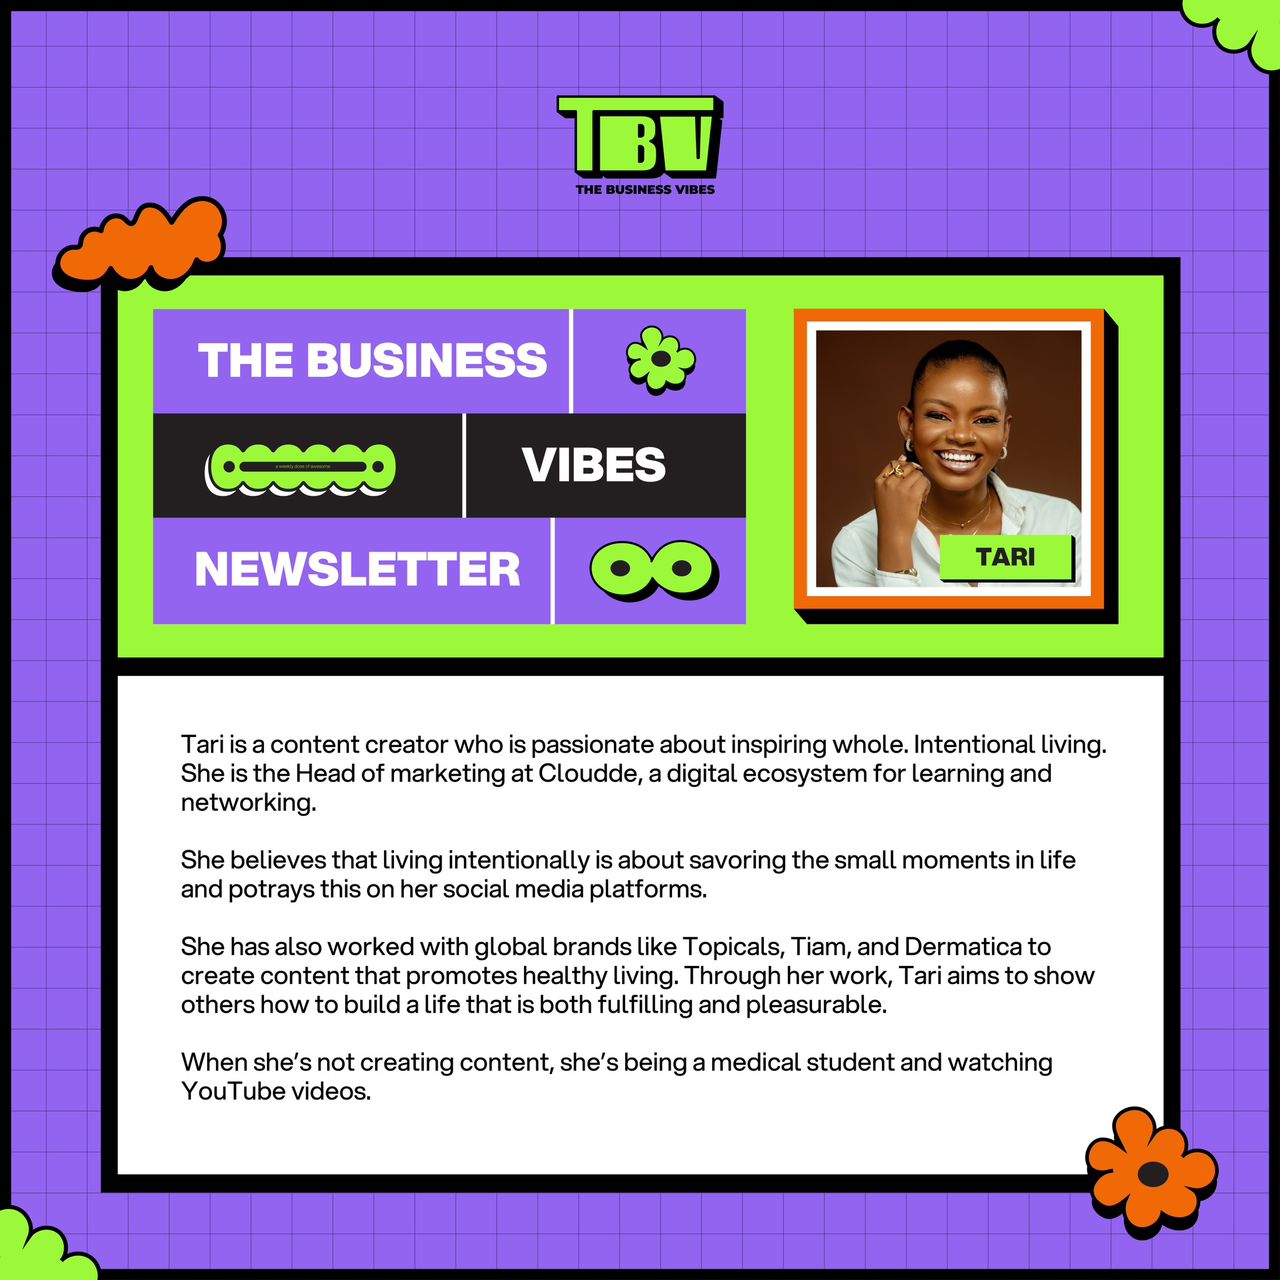 TBV
THE BUSINESS VIBES
THE BUSINESS
a weekly dose of awesome
VIBES
NEWSLETTER
TARI
Tari is a content creator who is passionate about inspiring whole. Intentional living.
She is the Head of marketing at Cloudde, a digital ecosystem for learning and
networking.
She believes that living intentionally is about savoring the small moments in life
and potrays this on her social media platforms.
She has also worked with global brands like Topicals, Tiam, and Dermatica to
create content that promotes healthy living. Through her work, Tari aims to show
others how to build a life that is both fulfilling and pleasurable.
When she’s not creating content, she’s being a medical student and watching
YouTube videos.